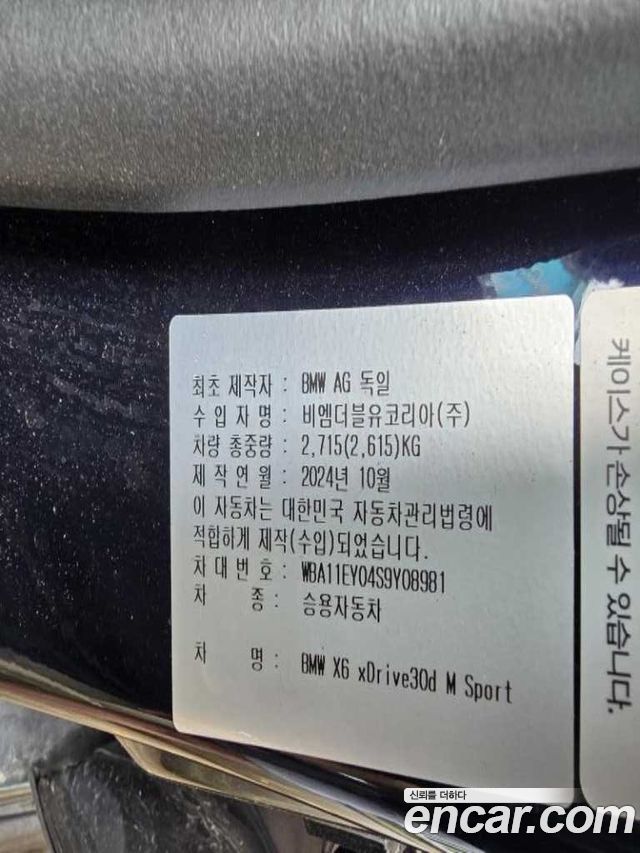 최초 제작자 : BMW AG 독일
수 입 자 명 : 비엠더블유코리아(주)
차량 총중량 : 2,715(2,615)KG
제 작 연 월 : 2024년 10월
이 자동차는 대한민국 자동차관리법령에
적합하게 제작(수입)되었습니다.
차 대 번 호 : WBA11EY04S9Y08981
차 종 : 승용자동차
차 명 : BMW X6 xDrive30d M Sport
케이스가 손상될 수 있습니다.
신뢰를 더하다
encar.com